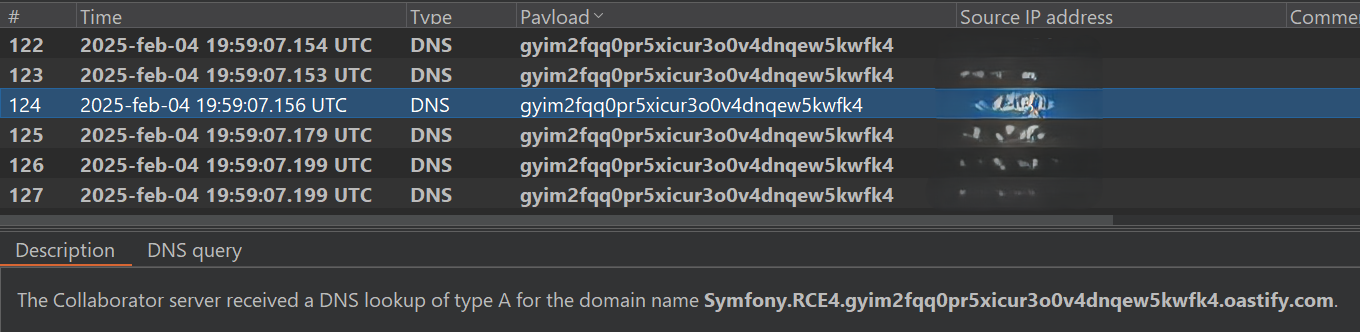 # Time Type Payload Source IP address Comme
122 2025-feb-04 19:59:07.154 UTC DNS gyim2fqq0pr5xicur3o0v4dnqew5kwfk4
123 2025-feb-04 19:59:07.153 UTC DNS gyim2fqq0pr5xicur3o0v4dnqew5kwfk4
124 2025-feb-04 19:59:07.156 UTC DNS gyim2fqq0pr5xicur3o0v4dnqew5kwfk4
125 2025-feb-04 19:59:07.179 UTC DNS gyim2fqq0pr5xicur3o0v4dnqew5kwfk4
126 2025-feb-04 19:59:07.199 UTC DNS gyim2fqq0pr5xicur3o0v4dnqew5kwfk4
127 2025-feb-04 19:59:07.199 UTC DNS gyim2fqq0pr5xicur3o0v4dnqew5kwfk4
Description DNS query
The Collaborator server received a DNS lookup of type A for the domain name Symfony.RCE4.gyim2fqq0pr5xicur3o0v4dnqew5kwfk4.oastify.com.